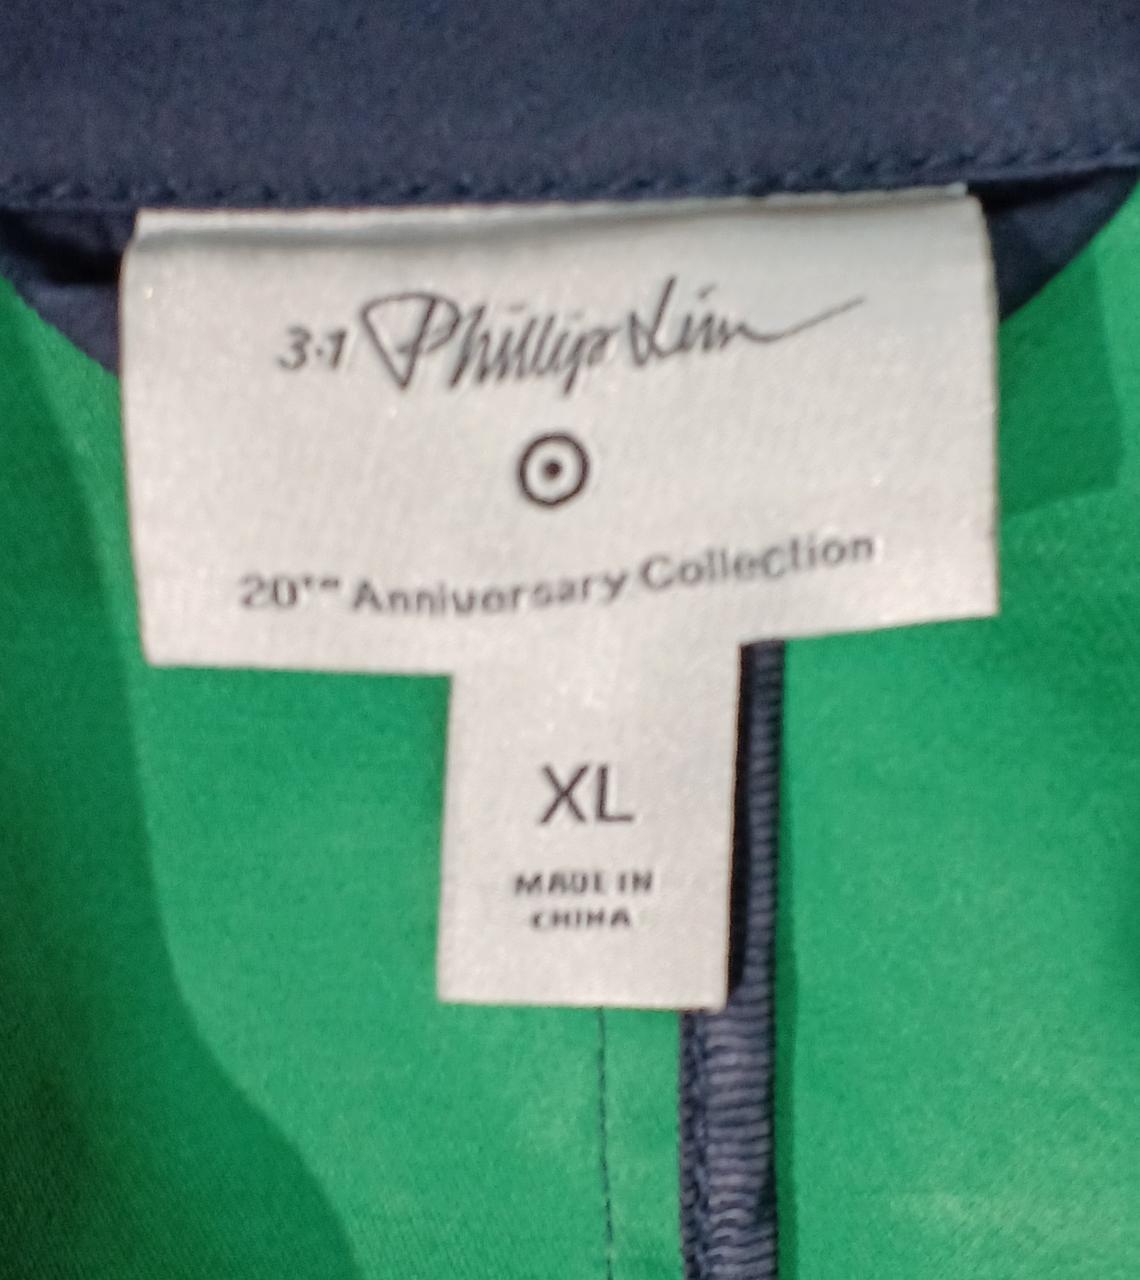 3.1 Phillip Lim
20TH Anniversary Collection
XL
MADE IN
CHINA